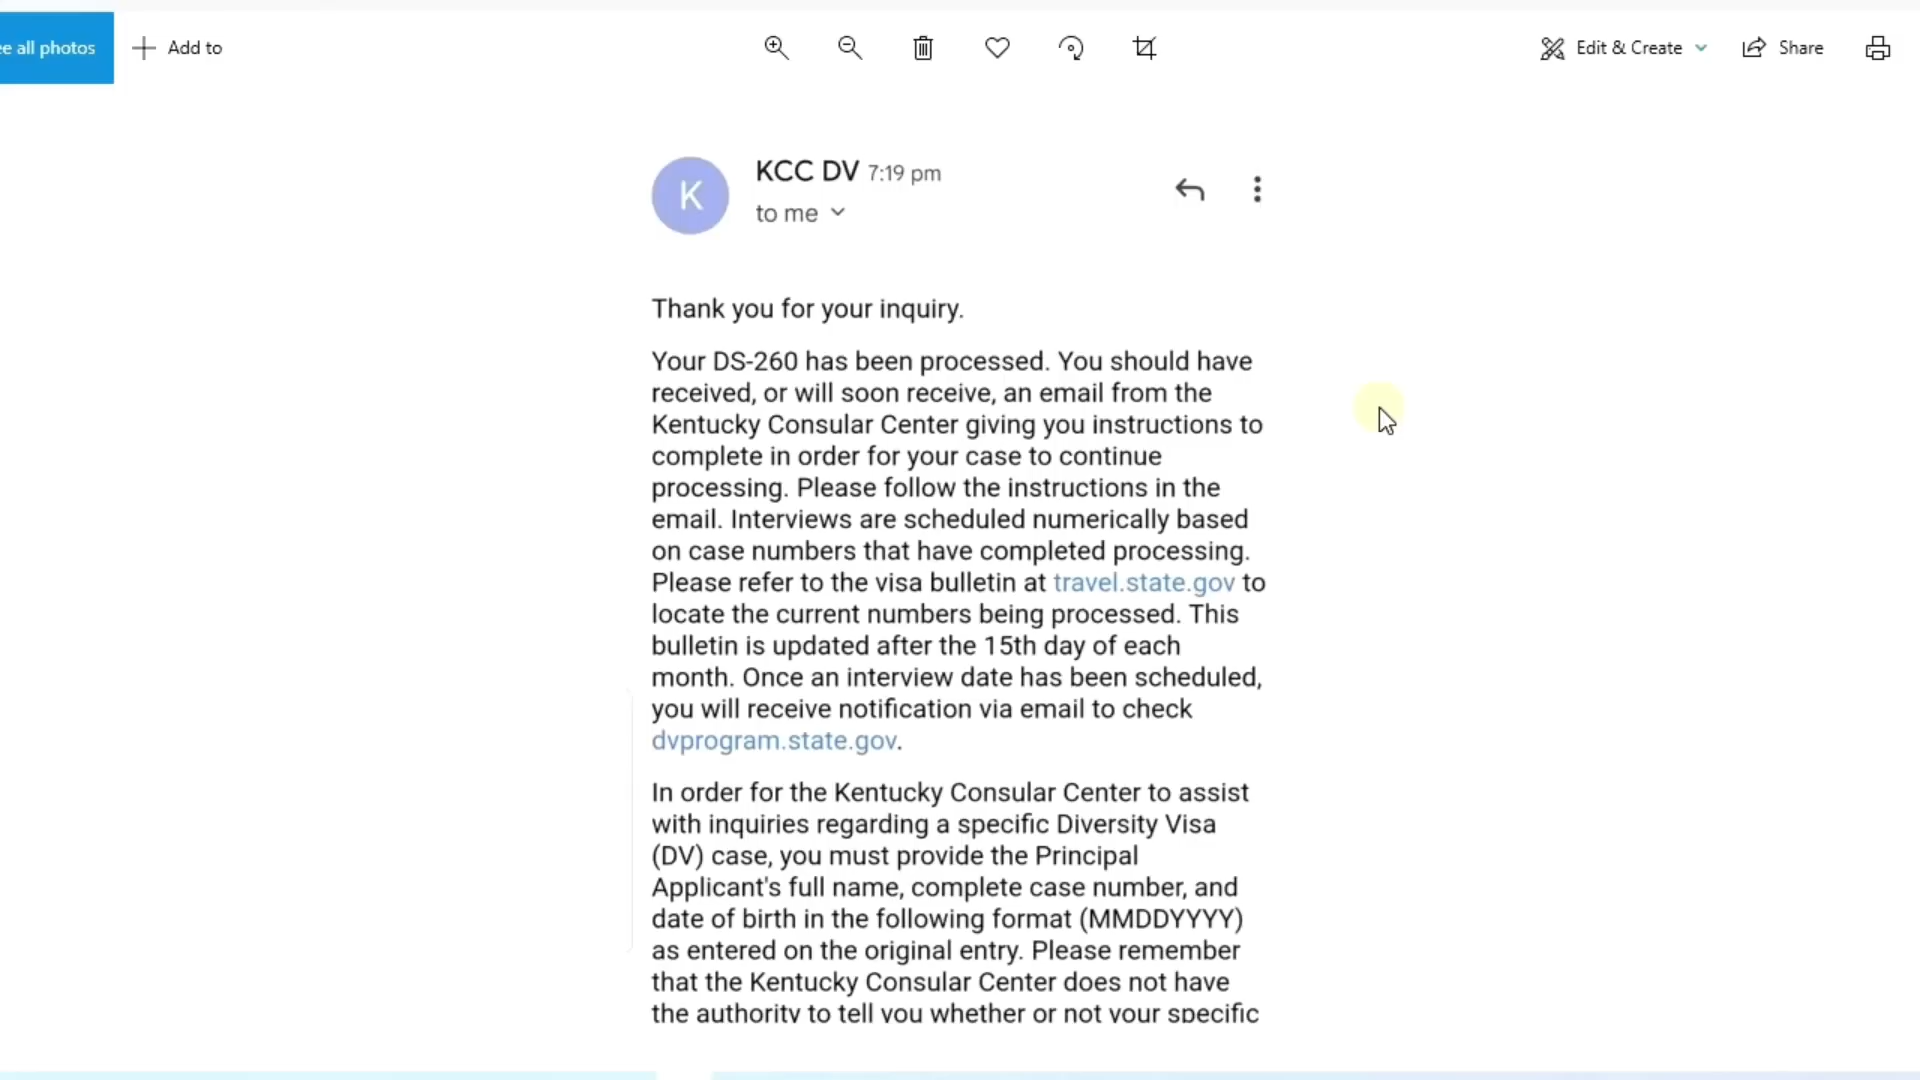 all photos
Add to
Edit & Create
Share
K
KCC DV 7:19 pm
to me
Thank you for your inquiry.
Your DS-260 has been processed. You should have
received, or will soon receive, an email from the
Kentucky Consular Center giving you instructions to
complete in order for your case to continue
processing. Please follow the instructions in the
email. Interviews are scheduled numerically based
on case numbers that have completed processing.
Please refer to the visa bulletin at travel.state.gov to
locate the current numbers being processed. This
bulletin is updated after the 15th day of each
month. Once an interview date has been scheduled,
you will receive notification via email to check
dvprogram.state.gov.
In order for the Kentucky Consular Center to assist
with inquiries regarding a specific Diversity Visa
(DV) case, you must provide the Principal
Applicant's full name, complete case number, and
date of birth in the following format (MMDDYYYY)
as entered on the original entry. Please remember
that the Kentucky Consular Center does not have
the authority to tell you whether or not your specific